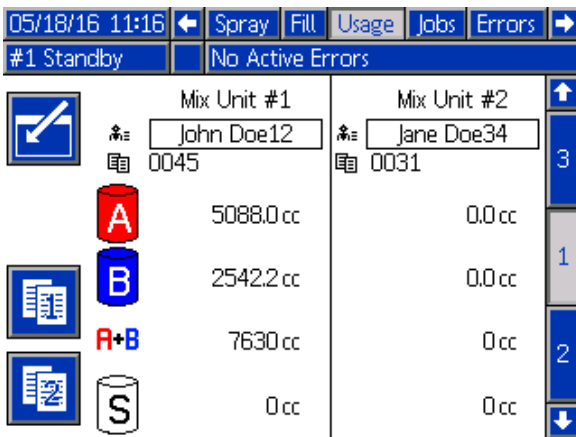 05/18/16 11:16 Spray Fill Usage Jobs Errors
#1 Standby No Active Errors
Mix Unit #1 Mix Unit #2
John Doe12 Jane Doe34
0045 0031
3
A 5088.0 cc 0.0 cc
B 2542.2 cc 0.0 cc
1
1
A+B 7630 cc 0 cc
2
2
S 0 cc 0 cc